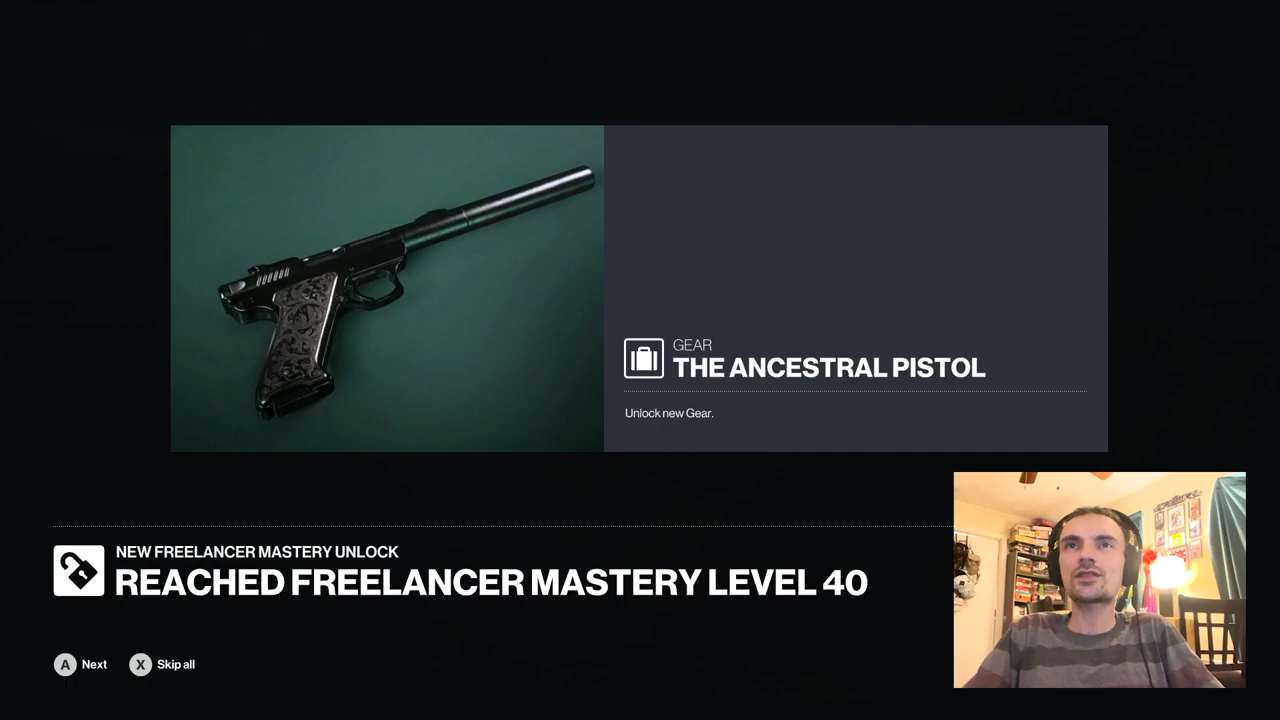 GEAR
THE ANCESTRAL PISTOL
Unlock new Gear.
NEW FREELANCER MASTERY UNLOCK
REACHED FREELANCER MASTERY LEVEL 40
A Next X Skip all